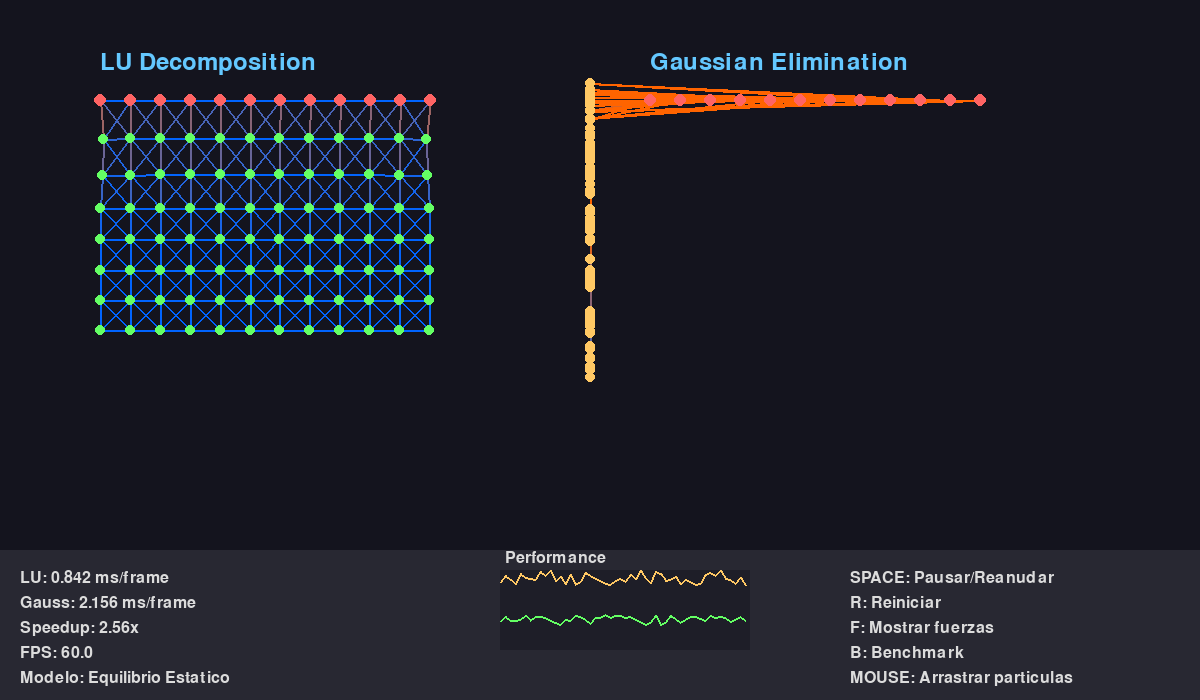 LU Decomposition
Gaussian Elimination
LU: 0.842 ms/frame
Gauss: 2.156 ms/frame
Speedup: 2.56x
FPS: 60.0
Modelo: Equilibrio Estatico
Performance
SPACE: Pausar/Reanudar
R: Reiniciar
F: Mostrar fuerzas
B: Benchmark
MOUSE: Arrastrar particulas